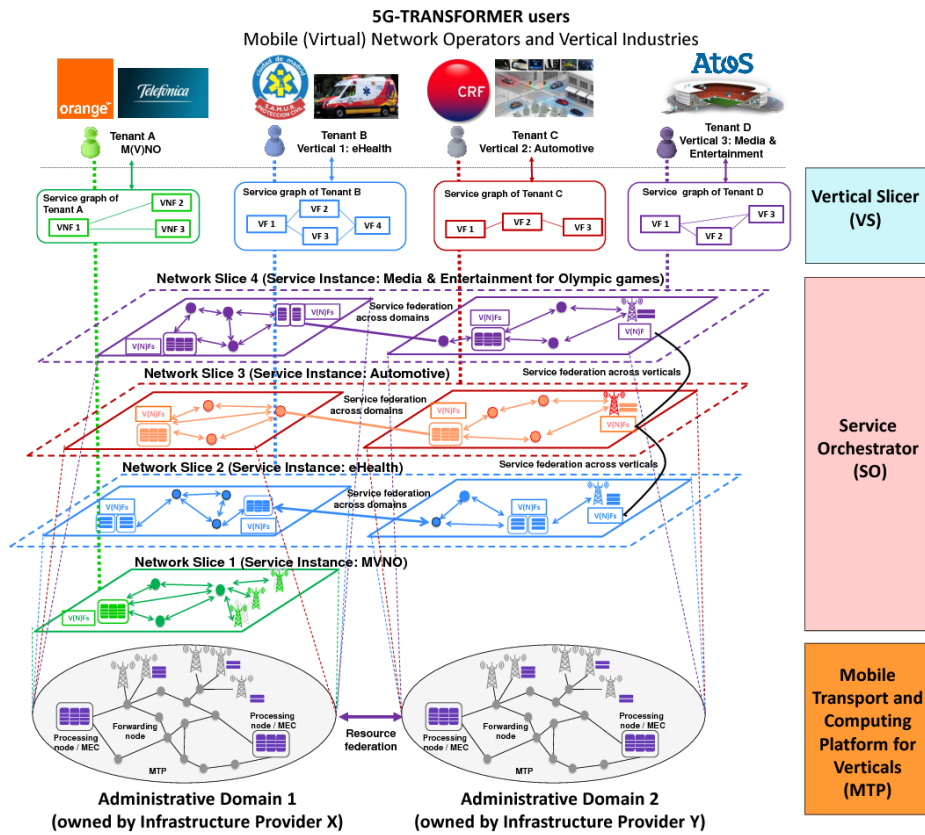 5G-TRANSFORMER users
Mobile (Virtual) Network Operators and Vertical Industries
orange
Telefónica
ciudad de madrid
S.A.M.U.R.
PROTECCION CIVIL
CRF
Atos
Tenant A
M(V)NO
Tenant B
Vertical 1: eHealth
Tenant C
Vertical 2: Automotive
Tenant D
Vertical 3: Media &
Entertainment
Service graph of
Tenant A
VNF 1
VNF 2
VNF 3
Service graph of Tenant B
VF 1
VF 2
VF 3
VF 4
Service graph of Tenant C
VF 1
VF 2
VF 3
Service graph of Tenant D
VF 1
VF 2
VF 3
Vertical Slicer
(VS)
Network Slice 4 (Service Instance: Media & Entertainment for Olympic games)
V(N)Fs
V(N)Fs
Service federation
across domains
V(N)Fs
V(N)F
Service federation across verticals
Network Slice 3 (Service Instance: Automotive)
V(N)Fs
Service federation
across domains
V(N)Fs
V(N)Fs
Service federation across verticals
Network Slice 2 (Service Instance: eHealth)
V(N)Fs
V(N)Fs
Service federation
across domains
V(N)Fs
V(N)Fs
Network Slice 1 (Service Instance: MVNO)
V(N)Fs
Service
Orchestrator
(SO)
Processing
node / MEC
Forwarding
node
Processing
node / MEC
MTP
Resource
federation
Processing
node / MEC
Forwarding
node
Processing
node / MEC
MTP
Mobile
Transport and
Computing
Platform for
Verticals
(MTP)
Administrative Domain 1
(owned by Infrastructure Provider X)
Administrative Domain 2
(owned by Infrastructure Provider Y)